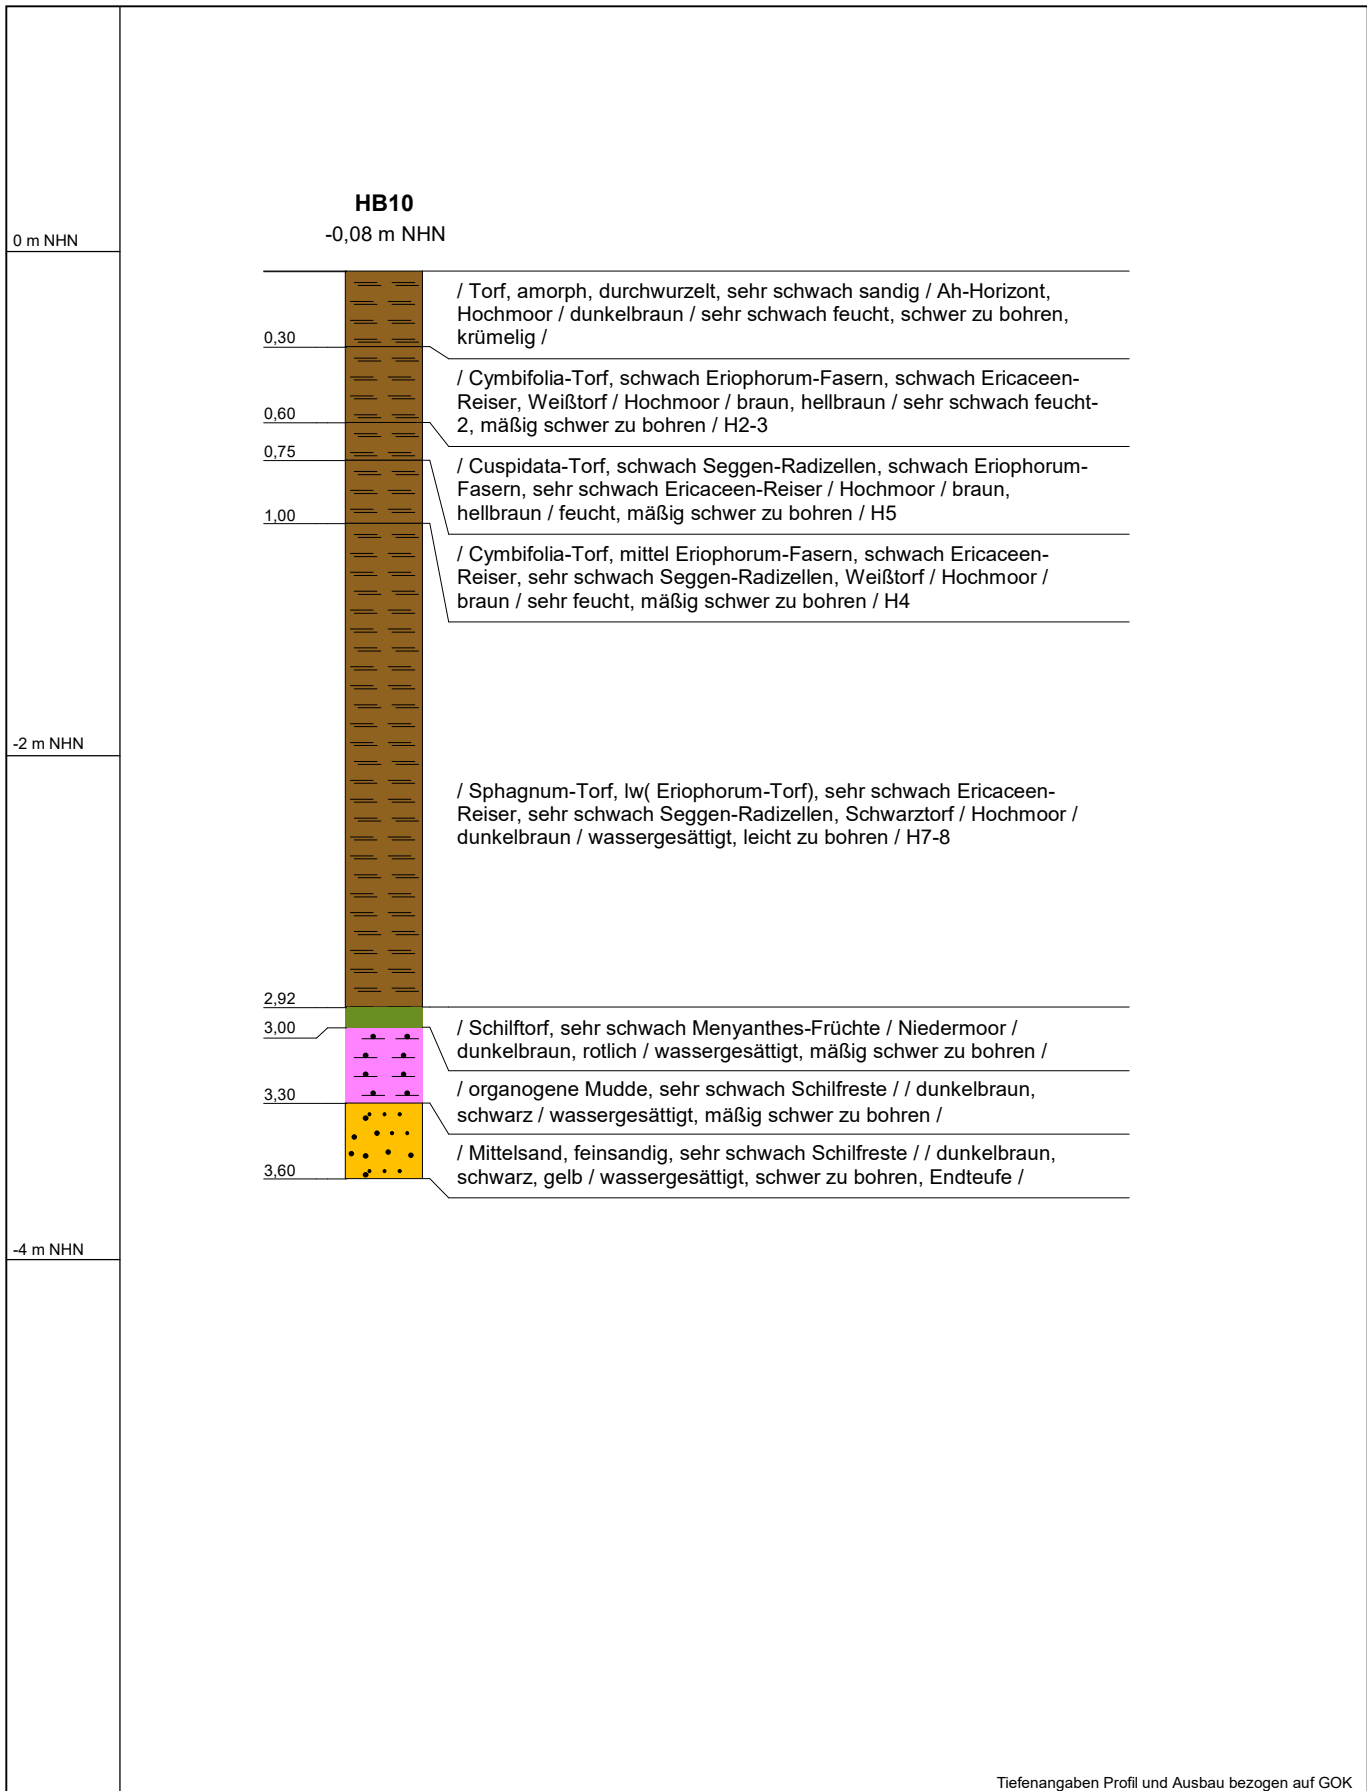 HB10
-0,08 m NHN
0 m NHN
/ Torf, amorph, durchwurzelt, sehr schwach sandig / Ah-Horizont,
Hochmoor / dunkelbraun / sehr schwach feucht, schwer zu bohren,
krümelig /
0,30
/ Cymbifolia-Torf, schwach Eriophorum-Fasern, schwach Ericaceen-
Reiser, Weißtorf / Hochmoor / braun, hellbraun / sehr schwach feucht-
2, mäßig schwer zu bohren / H2-3
0,60
0,75
/ Cuspidata-Torf, schwach Seggen-Radizellen, schwach Eriophorum-
Fasern, sehr schwach Ericaceen-Reiser / Hochmoor / braun,
hellbraun / feucht, mäßig schwer zu bohren / H5
1,00
/ Cymbifolia-Torf, mittel Eriophorum-Fasern, schwach Ericaceen-
Reiser, sehr schwach Seggen-Radizellen, Weißtorf / Hochmoor /
braun / sehr feucht, mäßig schwer zu bohren / H4
-2 m NHN
/ Sphagnum-Torf, lw( Eriophorum-Torf), sehr schwach Ericaceen-
Reiser, sehr schwach Seggen-Radizellen, Schwarztorf / Hochmoor /
dunkelbraun / wassergesättigt, leicht zu bohren / H7-8
2,92
3,00
/ Schilftorf, sehr schwach Menyanthes-Früchte / Niedermoor /
dunkelbraun, rotlich / wassergesättigt, mäßig schwer zu bohren /
/ organogene Mudde, sehr schwach Schilfreste / / dunkelbraun,
schwarz / wassergesättigt, mäßig schwer zu bohren /
3,30
/ Mittelsand, feinsandig, sehr schwach Schilfreste / / dunkelbraun,
schwarz, gelb / wassergesättigt, schwer zu bohren, Endteufe /
3,60
-4 m NHN
Tiefenangaben Profil und Ausbau bezogen auf GOK